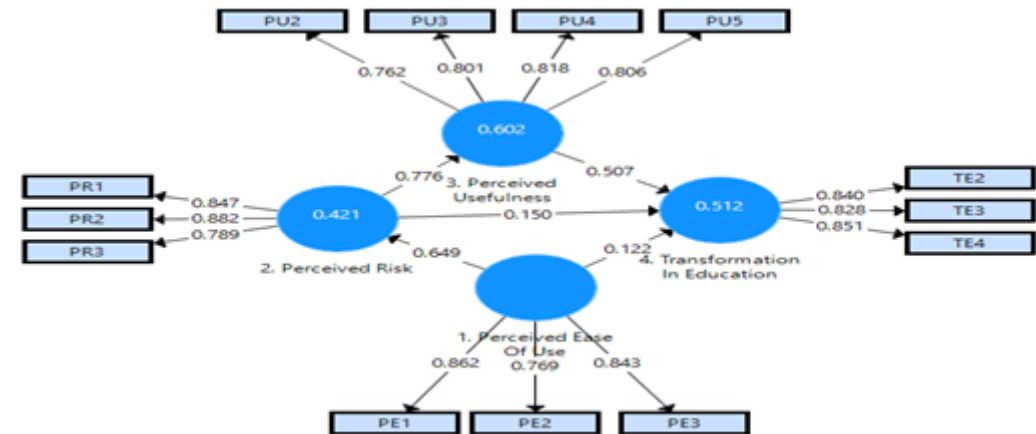 PU2 PU3 PU4 PU5
0.762 0.801 0.818 0.806
0.602
3. Perceived
Usefulness
0.776 0.507
PR1
PR2
PR3
0.847
0.882
0.789
0.421
2. Perceived Risk
0.150
0.512
4. Transformation
In Education
0.840
0.828
0.851
TE2
TE3
TE4
0.649 0.122
1. Perceived Ease
Of Use
0.862 0.769 0.843
PE1 PE2 PE3